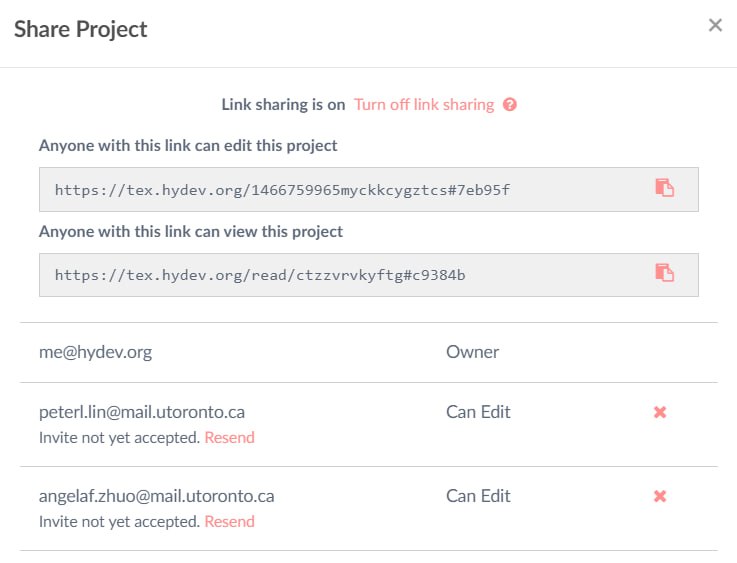 Share Project
Link sharing is on Turn off link sharing
Anyone with this link can edit this project
https://tex.hydev.org/1466759965myckkcygztcs#7eb95f
Anyone with this link can view this project
https://tex.hydev.org/read/ctzzvrvkyftg#c9384b
me@hydev.org Owner
peterl.lin@mail.utoronto.ca Can Edit
Invite not yet accepted. Resend
angelaf.zhuo@mail.utoronto.ca Can Edit
Invite not yet accepted. Resend